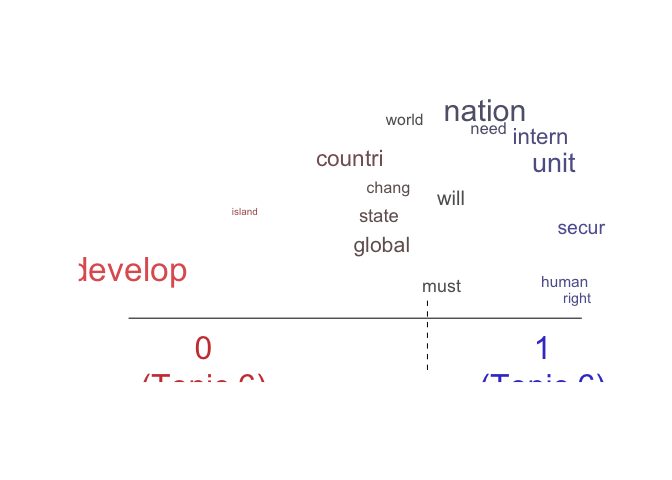 nation
world
need
intern
countri
unit
chang
will
island
state
secur
global
develop
human
must
right
0
1
(Topic 6)
(Topic 6)